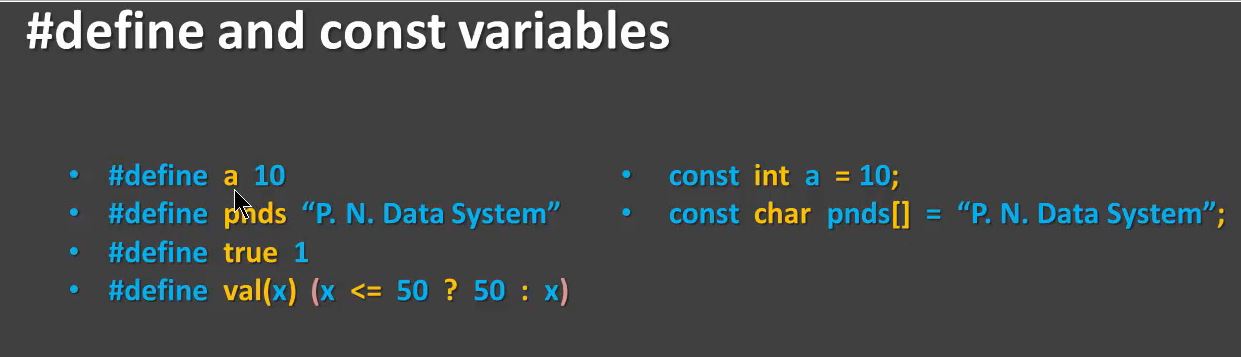 #define and const variables
• #define a 10
• #define pnds “P. N. Data System”
• #define true 1
• #define val(x) (x <= 50 ? 50 : x)
• const int a = 10;
• const char pnds[] = “P. N. Data System”;